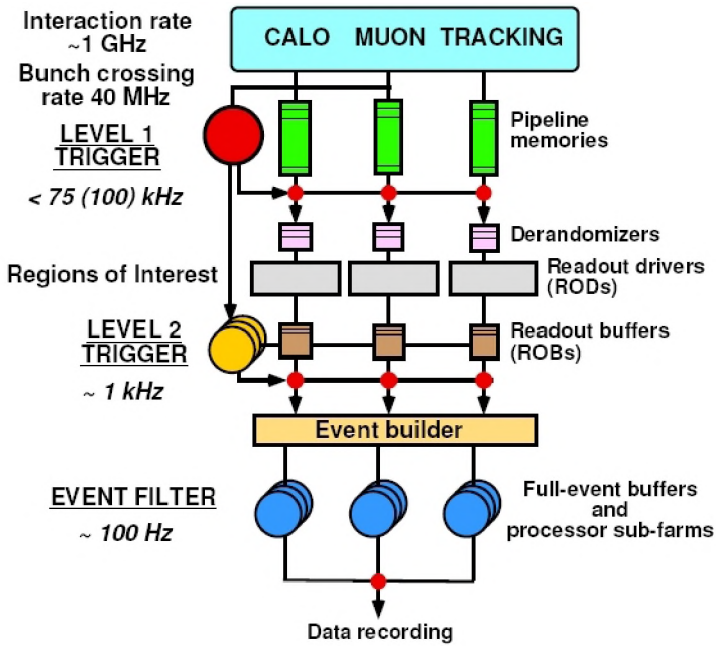 Interaction rate
~1 GHz
CALO MUON TRACKING
Bunch crossing
rate 40 MHz
LEVEL 1
TRIGGER
Pipeline
memories
< 75 (100) kHz
Derandomizers
Regions of Interest
Readout drivers
(RODs)
LEVEL 2
TRIGGER
Readout buffers
(ROBs)
~ 1 kHz
Event builder
EVENT FILTER
~ 100 Hz
Full-event buffers
and
processor sub-farms
Data recording